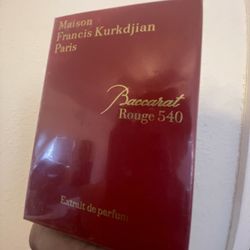 Maison
Francis Kurkdjian
Paris
Baccarat
Rouge 540
Extrait de parfum